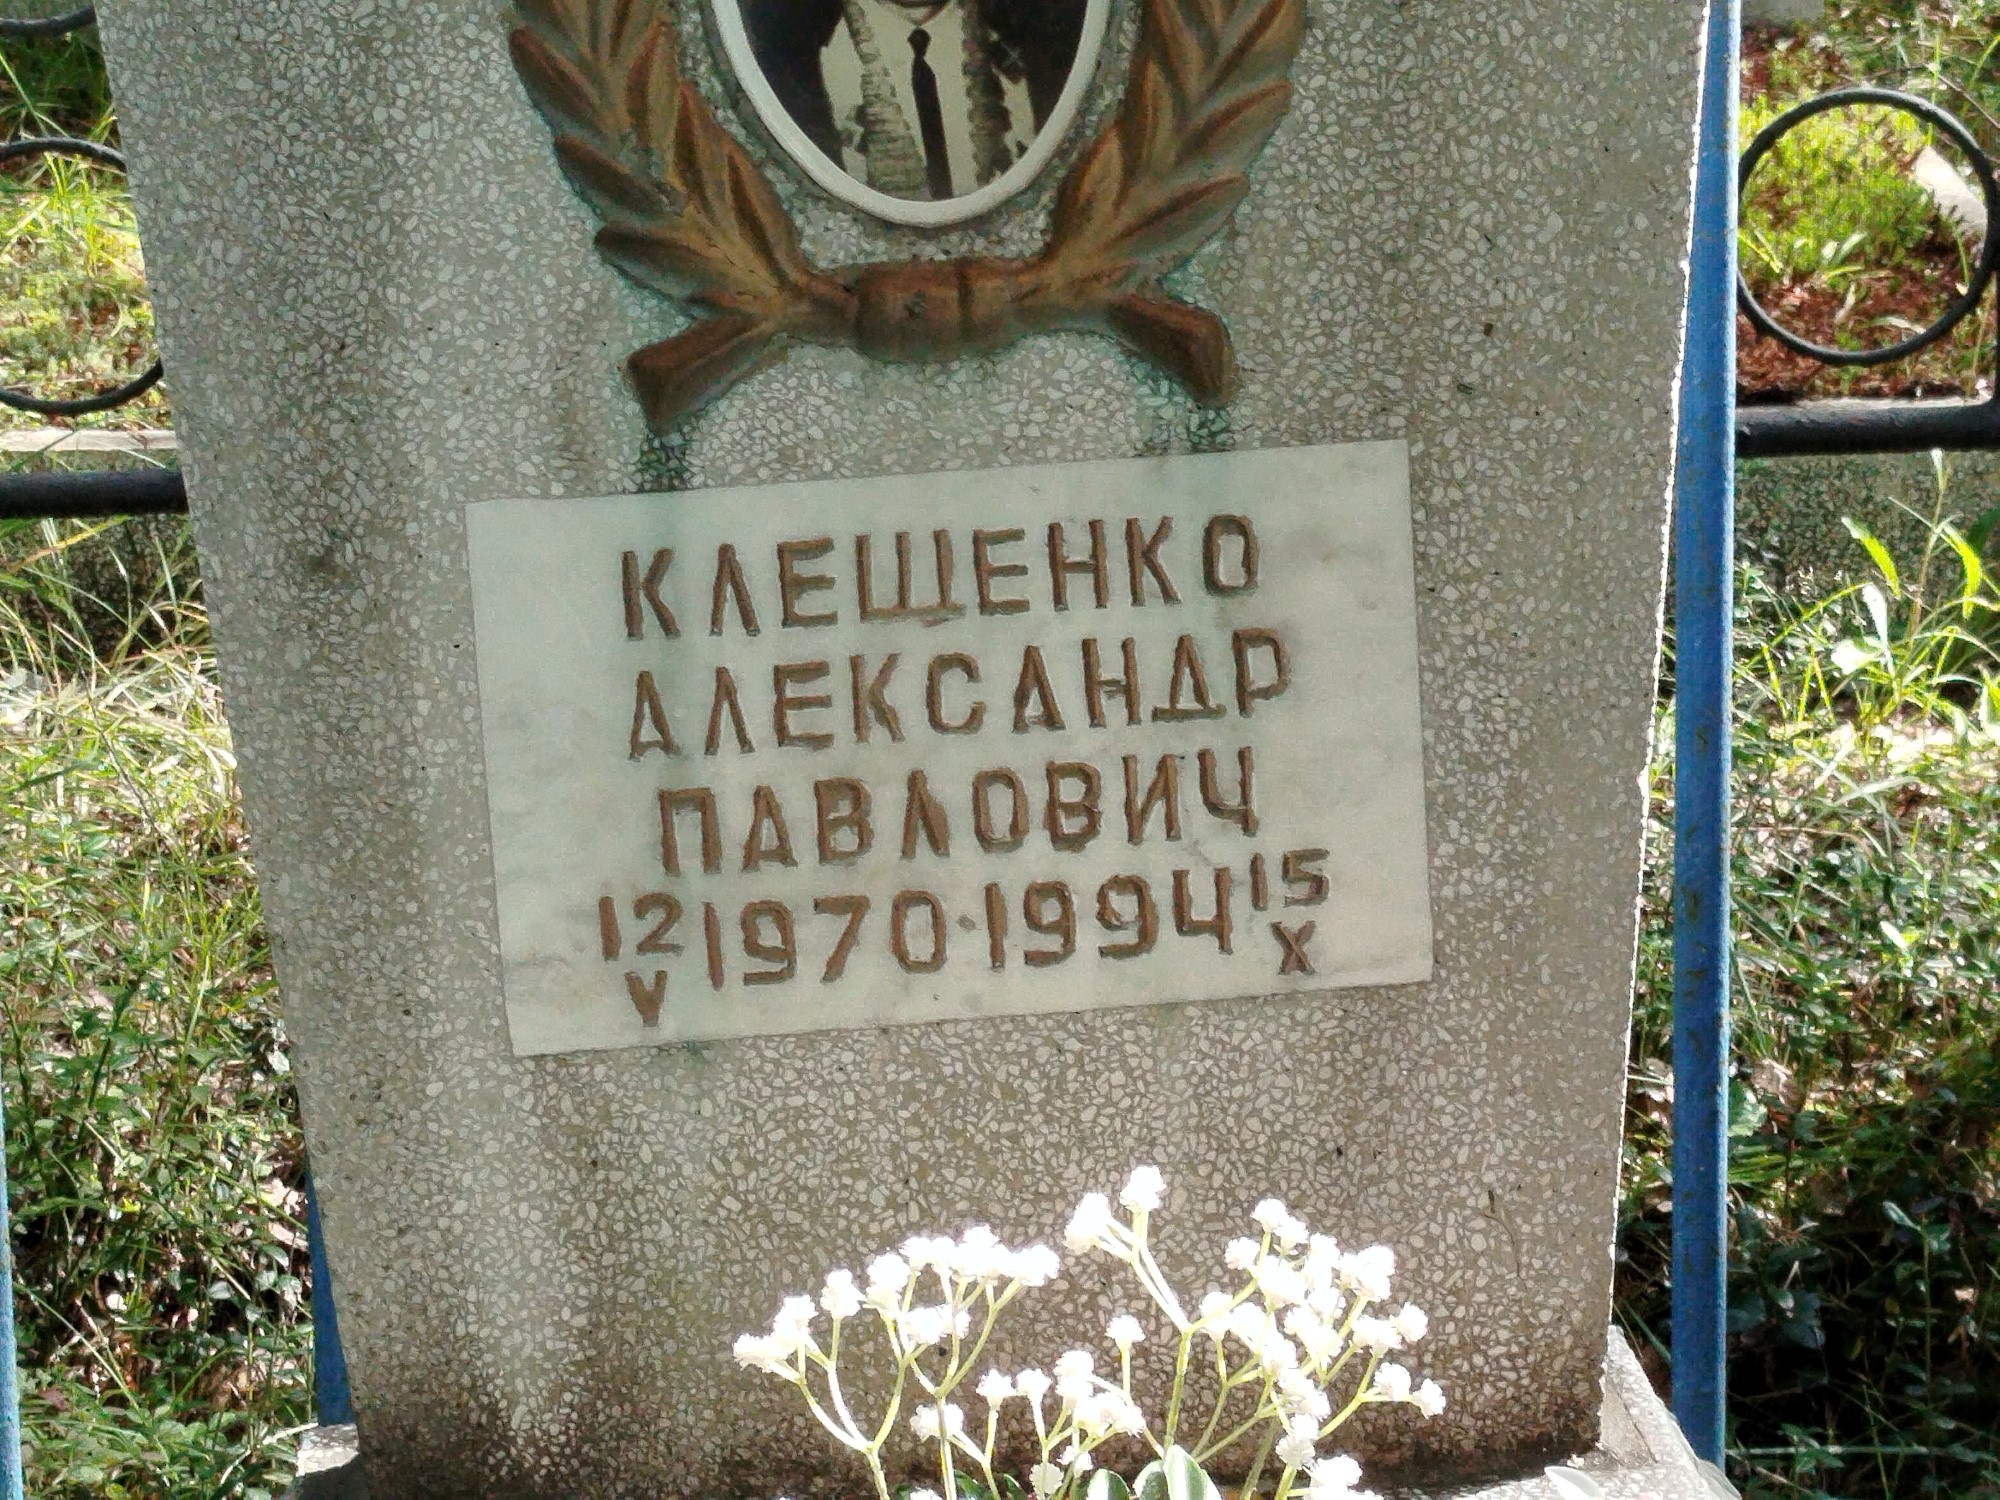 КЛЕЩЕНКО
АЛЕКСАНДР
ПАВЛОВИЧ
12 V 1970·1994 15 X